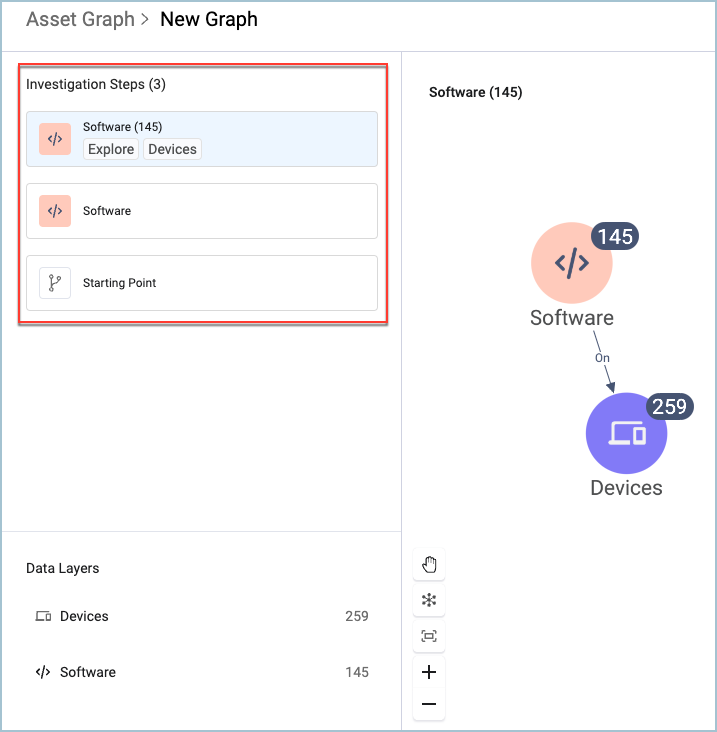 Asset Graph > New Graph
Investigation Steps (3)
Software (145)
Explore Devices
Software
Starting Point
Data Layers
Devices 259
Software 145
Software (145)
145
Software
On
259
Devices